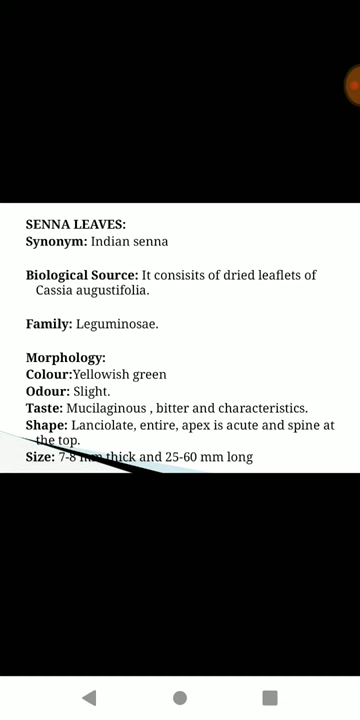 SENNA LEAVES:
Synonym: Indian senna
Biological Source: It consisits of dried leaflets of
Cassia augustifolia.
Family: Leguminosae.
Morphology:
Colour:Yellowish green
Odour: Slight.
Taste: Mucilaginous , bitter and characteristics.
Shape: Lanciolate, entire, apex is acute and spine at
the top.
Size: 7-8 mm thick and 25-60 mm long